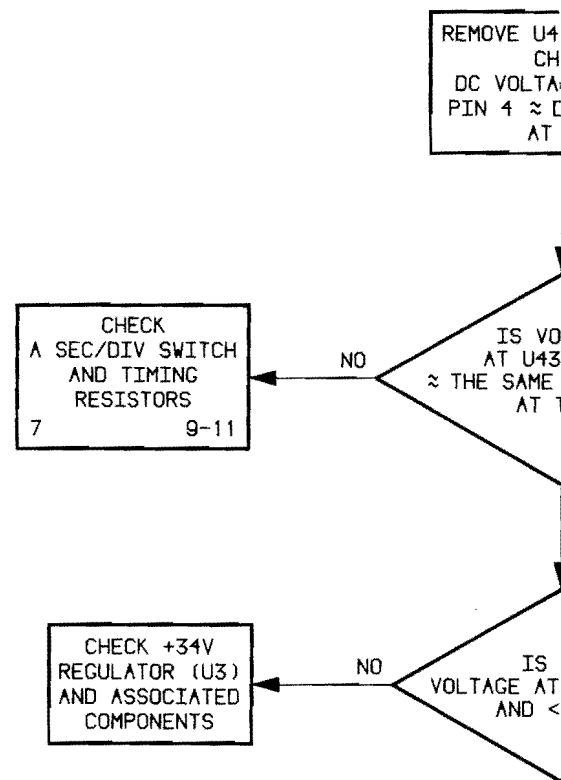 REMOVE U4
CH
DC VOLTA
PIN 4 ≈ D
AT
CHECK
A SEC/DIV SWITCH
AND TIMING
RESISTORS
7 9-11
NO
IS VO
AT U43
≈ THE SAME
AT T
CHECK +34V
REGULATOR (U3)
AND ASSOCIATED
COMPONENTS
NO
IS
VOLTAGE AT
AND <